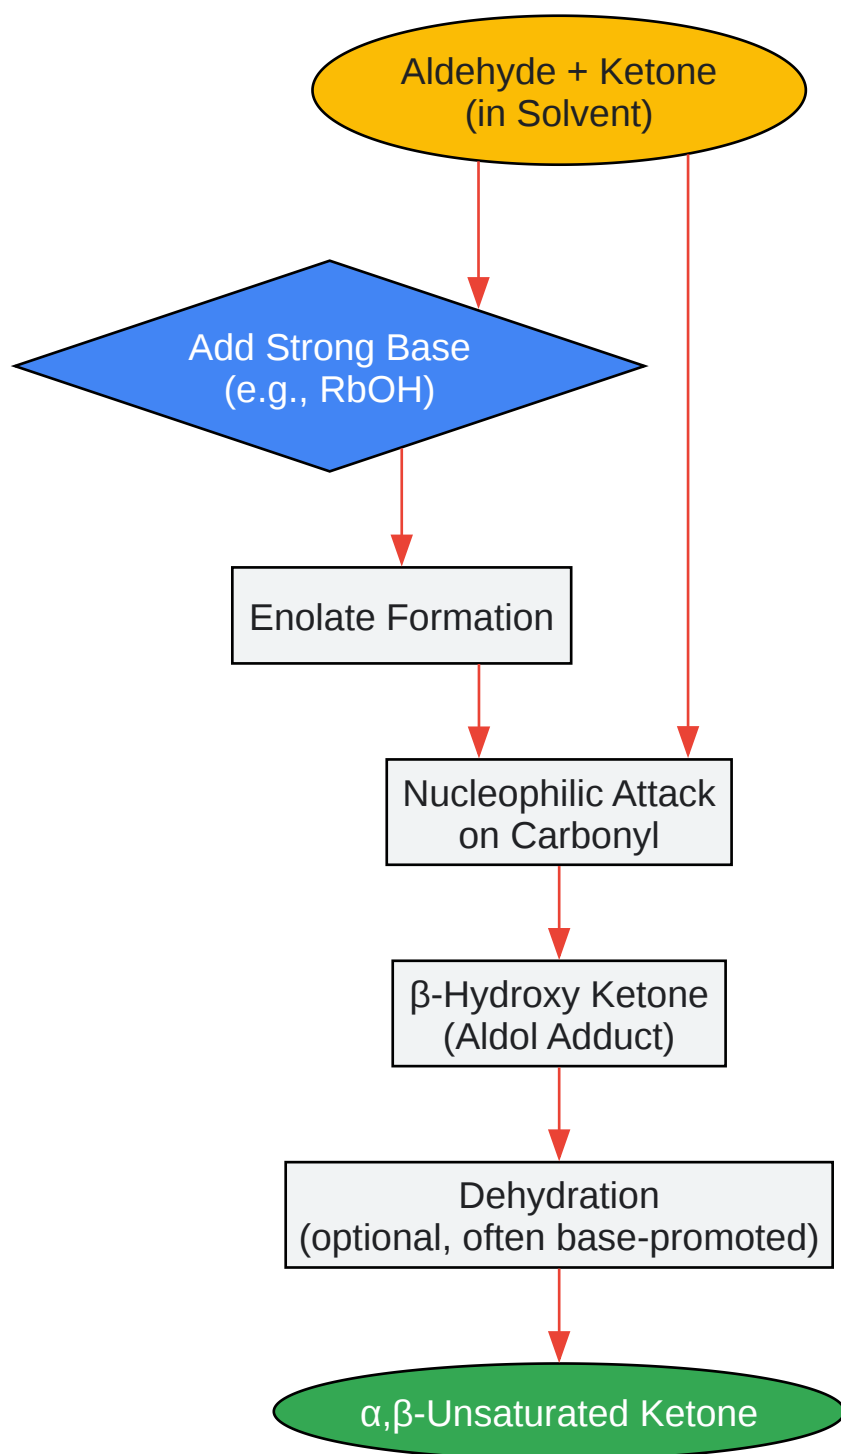 Aldehyde + Ketone
(in Solvent)
Add Strong Base
(e.g., RbOH)
Enolate Formation
Nucleophilic Attack
on Carbonyl
β-Hydroxy Ketone
(Aldol Adduct)
Dehydration
(optional, often base-promoted)
α,β-Unsaturated Ketone